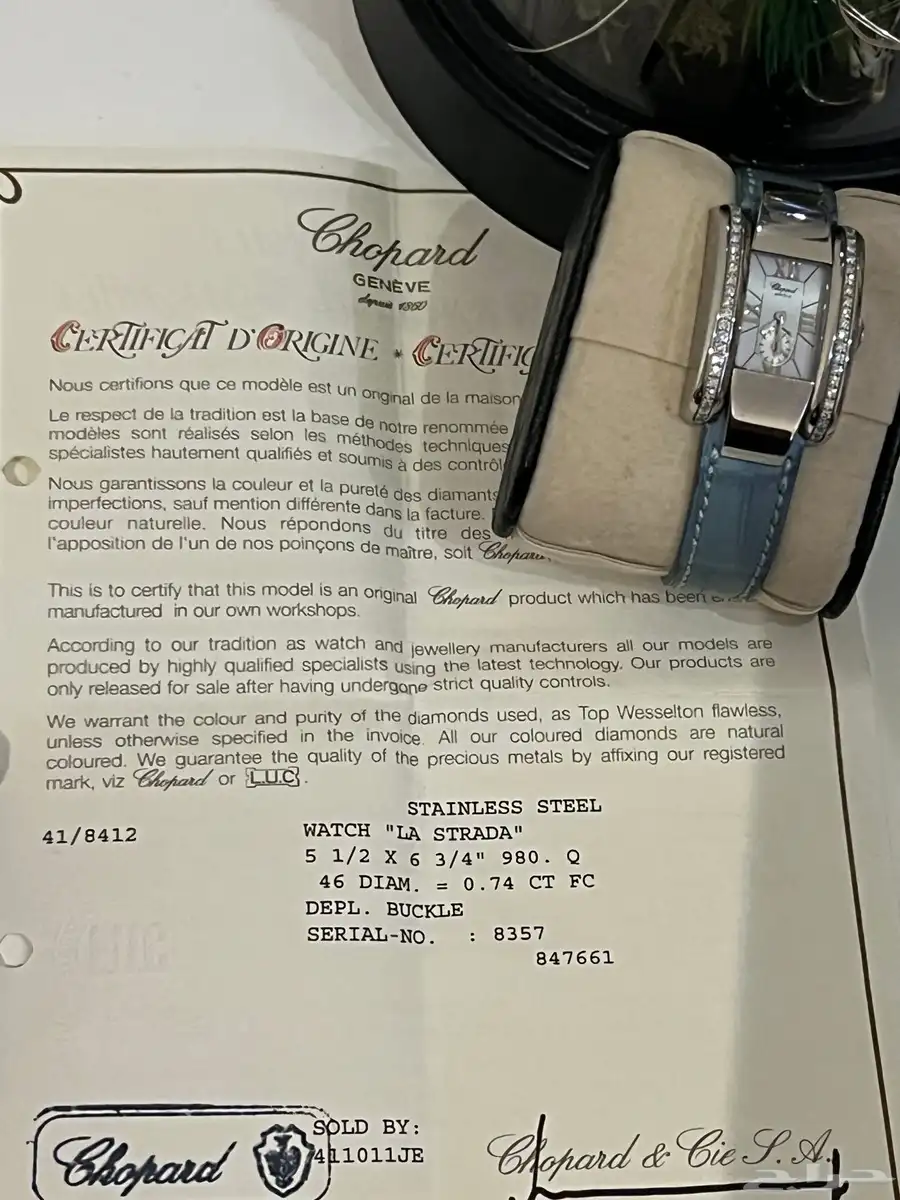 Chopard
GENÈVE
depuis 1860
CERTIFICAT D'ORIGINE * CERTIFIC
Nous certifions que ce modèle est un original de la maison
Le respect de la tradition est la base de notre renommée
modèles sont réalisés selon les méthodes techniques
spécialistes hautement qualifiés et soumis à des contrôl
Nous garantissons la couleur et la pureté des diamants
imperfections, sauf mention différente dans la facture.
couleur naturelle. Nous répondons du titre des
l'apposition de l'un de nos poinçons de maître, soit Chopard
This is to certify that this model is an original Chopard product which has been
manufactured in our own workshops.
According to our tradition as watch and jewellery manufacturers all our models are
produced by highly qualified specialists using the latest technology. Our products are
only released for sale after having undergone strict quality controls.
We warrant the colour and purity of the diamonds used, as Top Wesselton flawless,
unless otherwise specified in the invoice. All our coloured diamonds are natural
coloured. We guarantee the quality of the precious metals by affixing our registered
mark, viz Chopard or L.U.C.
STAINLESS STEEL
41/8412 WATCH "LA STRADA"
5 1/2 X 6 3/4" 980. Q
46 DIAM. = 0.74 CT FC
DEPL. BUCKLE
SERIAL-NO. : 8357
847661
SOLD BY:
411011JE
Chopard
Chopard & Cie S.A.
XII
Chopard
حراج